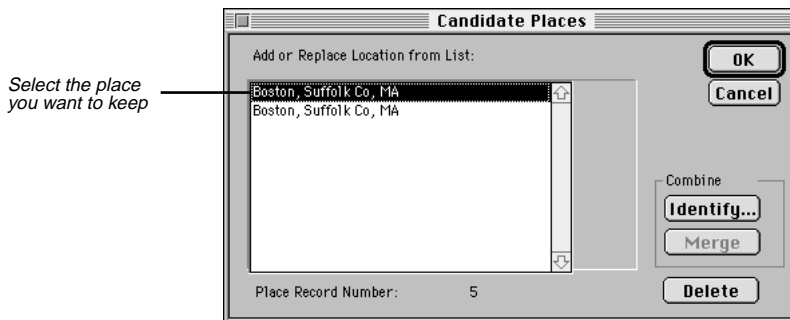 Candidate Places
Add or Replace Location from List:
OK
Cancel
Select the place
you want to keep
Boston, Suffolk Co, MA
Boston, Suffolk Co, MA
Combine
Identify...
Merge
Place Record Number: 5
Delete